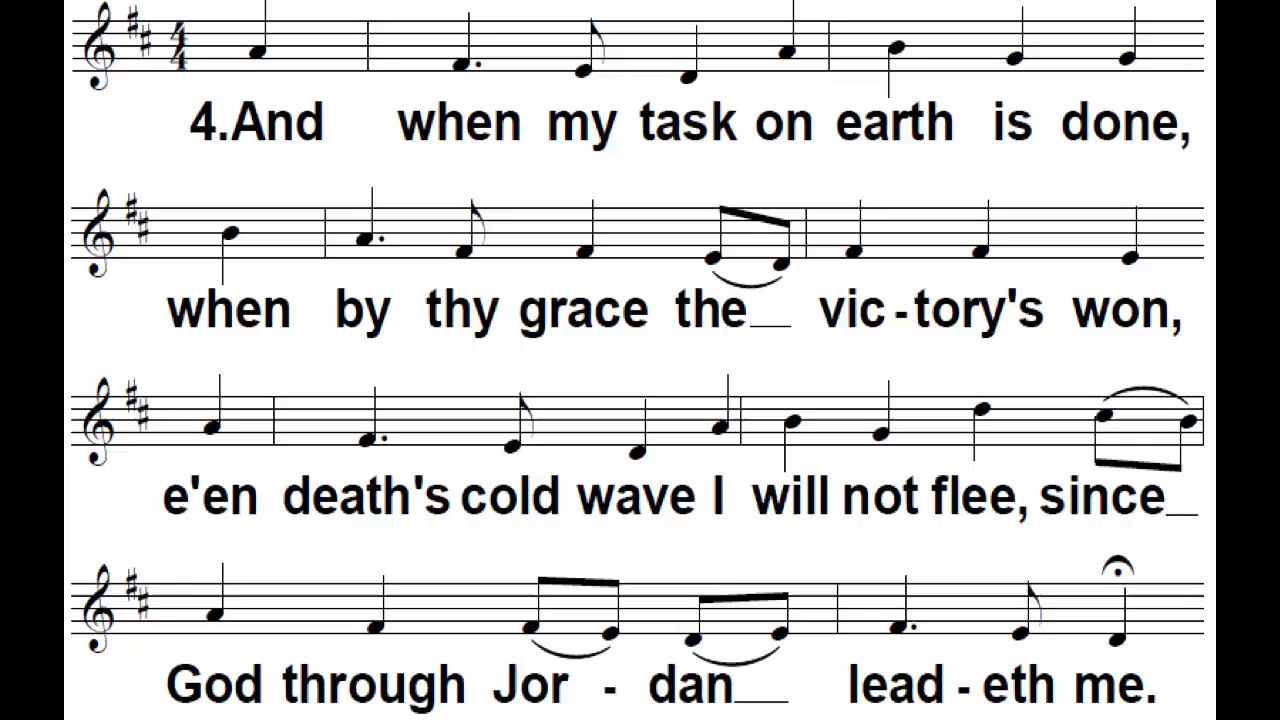 4.And when my task on earth is done,
when by thy grace the__ vic-tory's won,
e'en death's cold wave I will not flee, since__
God through Jor - dan__ lead-eth me.